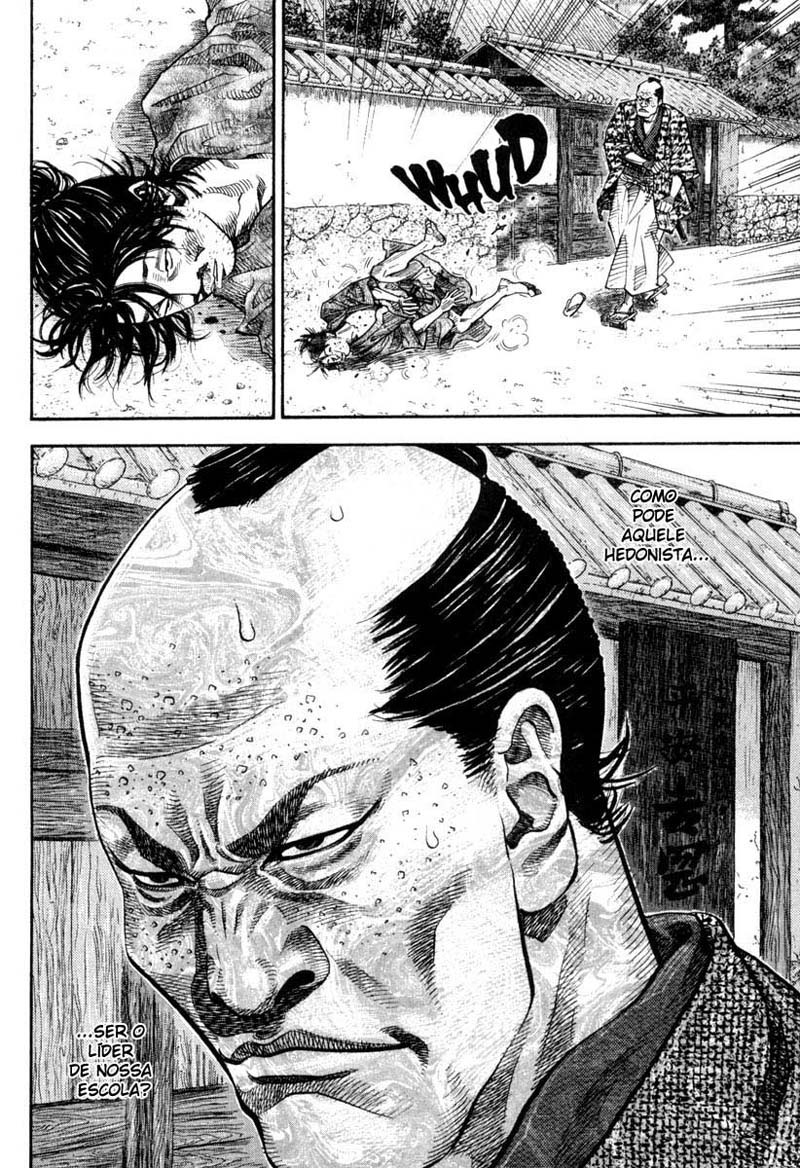 WHUD
COMO
PODE
AQUELE
HEDONISTA...
...SER O
LÍDER
DE NOSSA
ESCOLA?